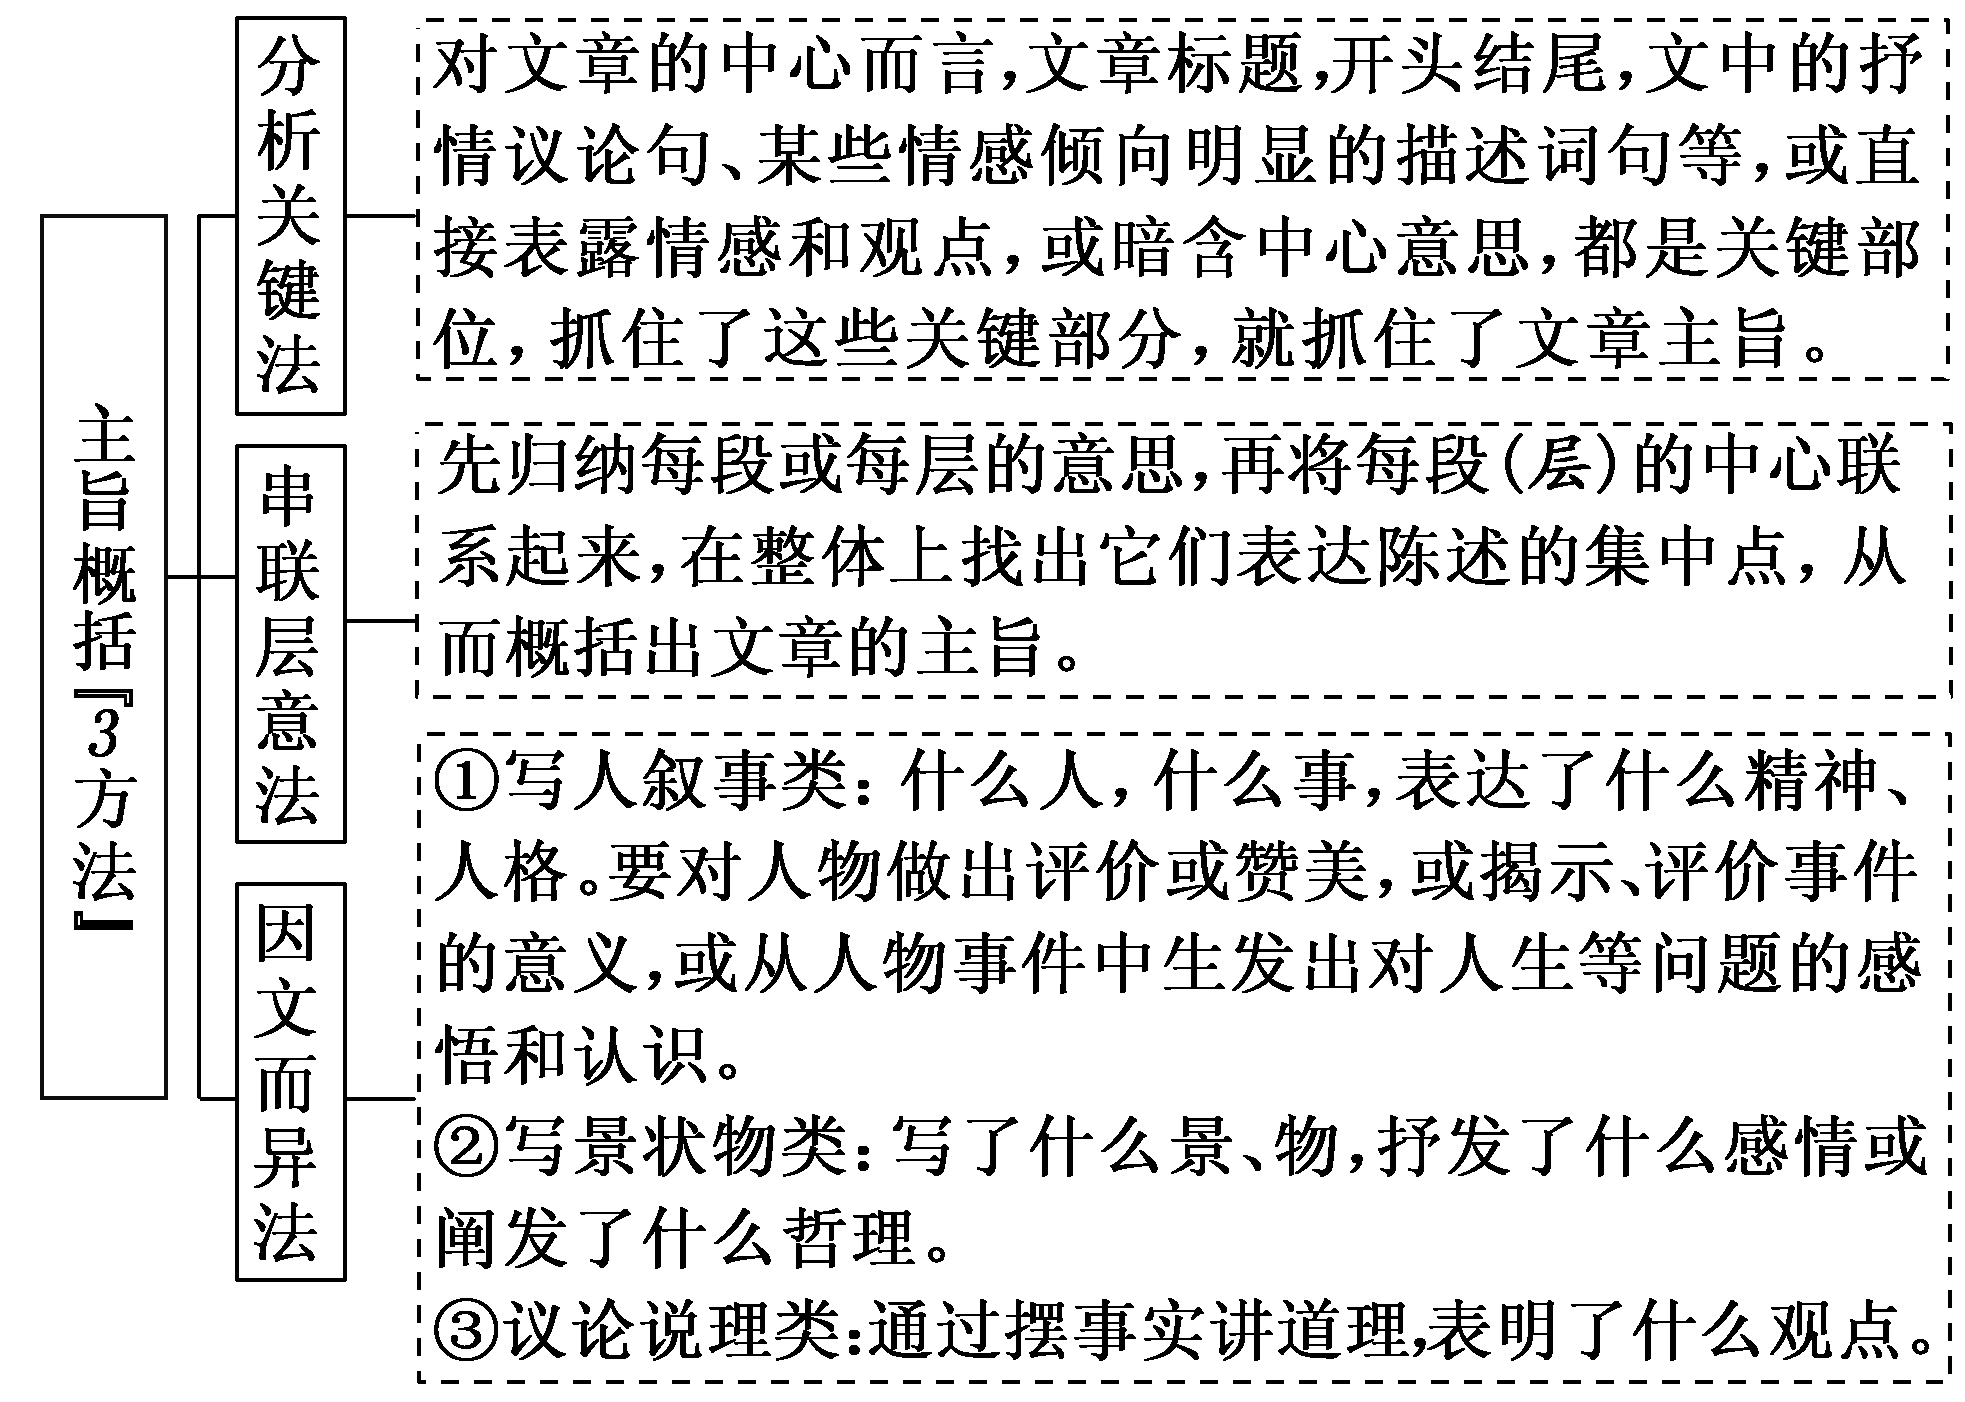 主旨概括『3方法』
分析关键法
对文章的中心而言，文章标题，开头结尾，文中的抒
情议论句、某些情感倾向明显的描述词句等，或直
接表露情感和观点，或暗含中心意思，都是关键部
位，抓住了这些关键部分，就抓住了文章主旨。
串联层意法
先归纳每段或每层的意思，再将每段(层)的中心联
系起来，在整体上找出它们表达陈述的集中点，从
而概括出文章的主旨。
因文而异法
①写人叙事类：什么人，什么事，表达了什么精神、
人格。要对人物做出评价或赞美，或揭示、评价事件
的意义，或从人物事件中生发出对人生等问题的感
悟和认识。
②写景状物类：写了什么景、物，抒发了什么感情或
阐发了什么哲理。
③议论说理类：通过摆事实讲道理，表明了什么观点。